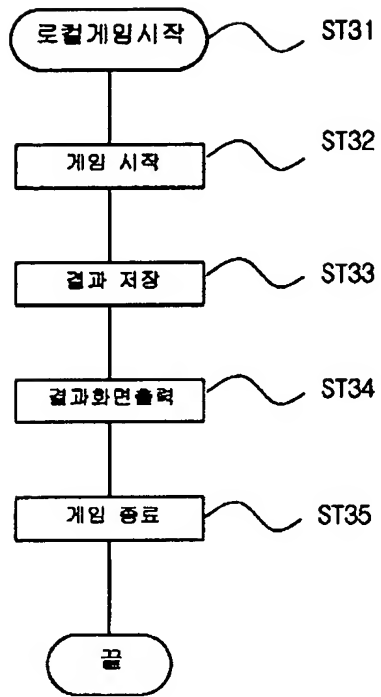 로컬게임시작
ST31
게임 시작
ST32
결과 저장
ST33
결과화면출력
ST34
게임 종료
ST35
끝